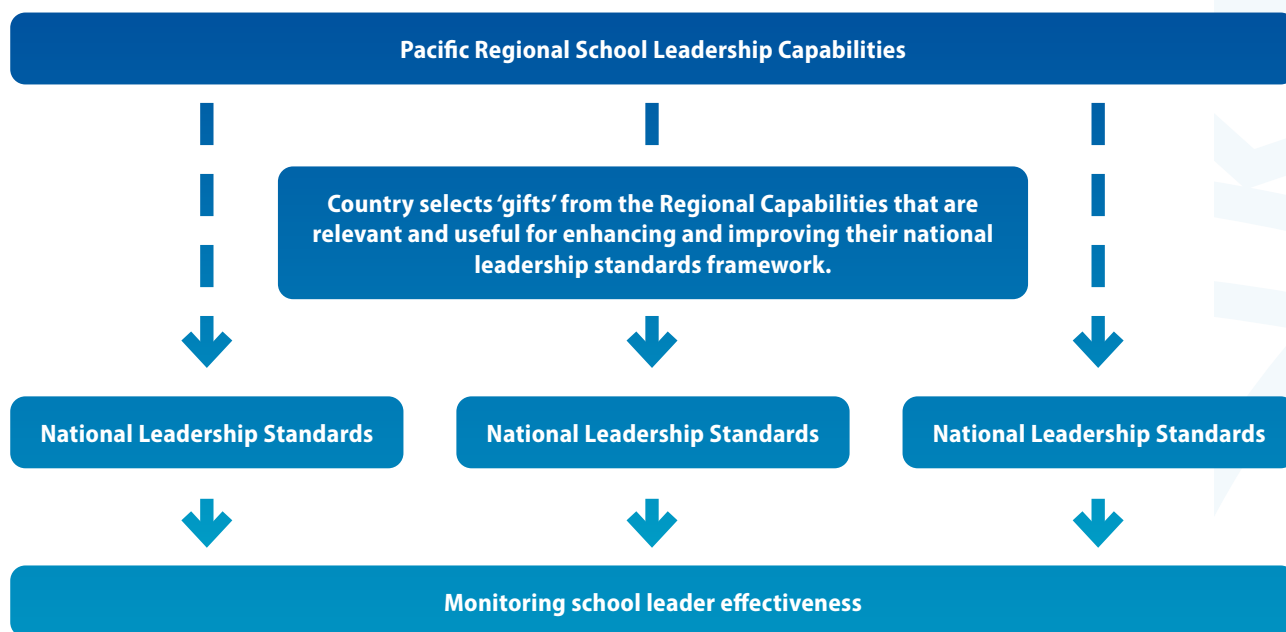 Pacific Regional School Leadership Capabilities
Country selects ‘gifts’ from the Regional Capabilities that are
relevant and useful for enhancing and improving their national
leadership standards framework.
National Leadership Standards
National Leadership Standards
National Leadership Standards
Monitoring school leader effectiveness